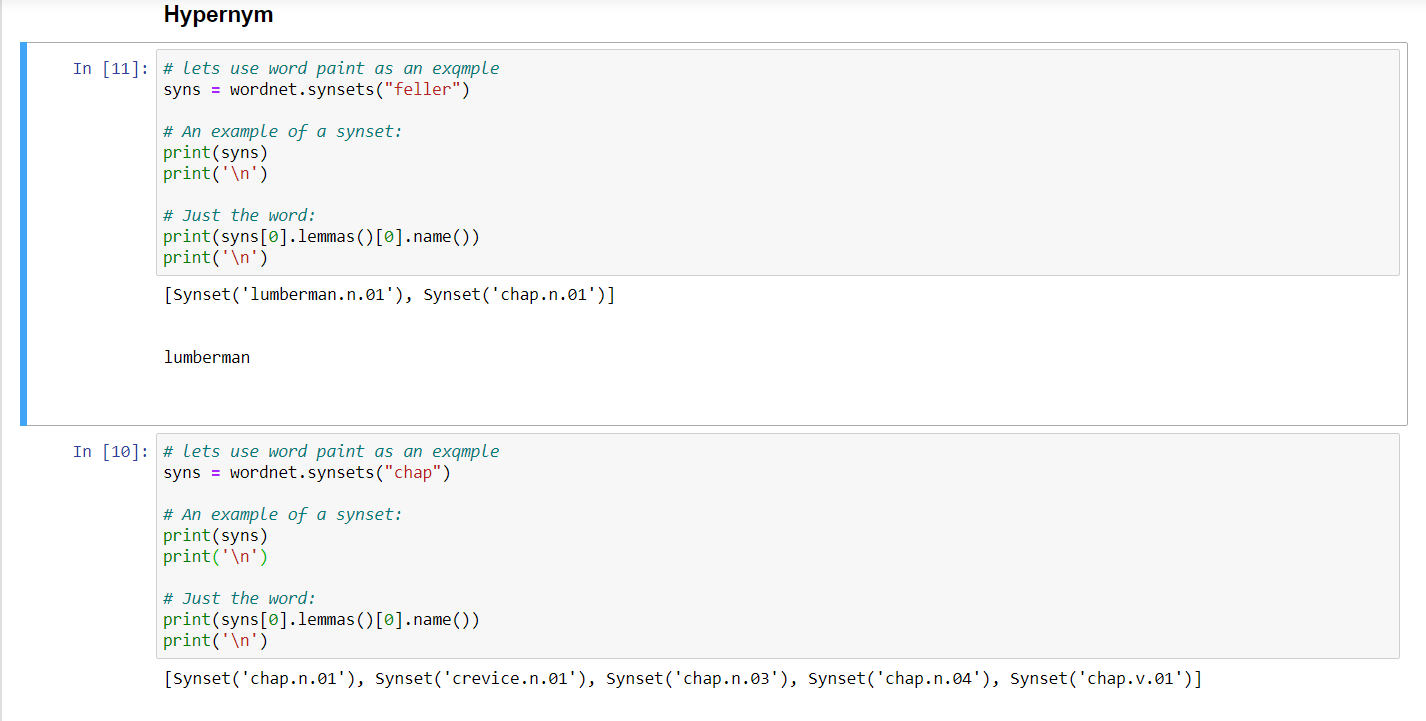 Hypernym
In [11]:
# lets use word paint as an exqmple
syns = wordnet.synsets("feller")
# An example of a synset:
print(syns)
print('\n')
# Just the word:
print(syns[0].lemmas()[0].name())
print('\n')
[Synset('lumberman.n.01'), Synset('chap.n.01')]
lumberman
In [10]:
# lets use word paint as an exqmple
syns = wordnet.synsets("chap")
# An example of a synset:
print(syns)
print('\n')
# Just the word:
print(syns[0].lemmas()[0].name())
print('\n')
[Synset('chap.n.01'), Synset('crevice.n.01'), Synset('chap.n.03'), Synset('chap.n.04'), Synset('chap.v.01')]